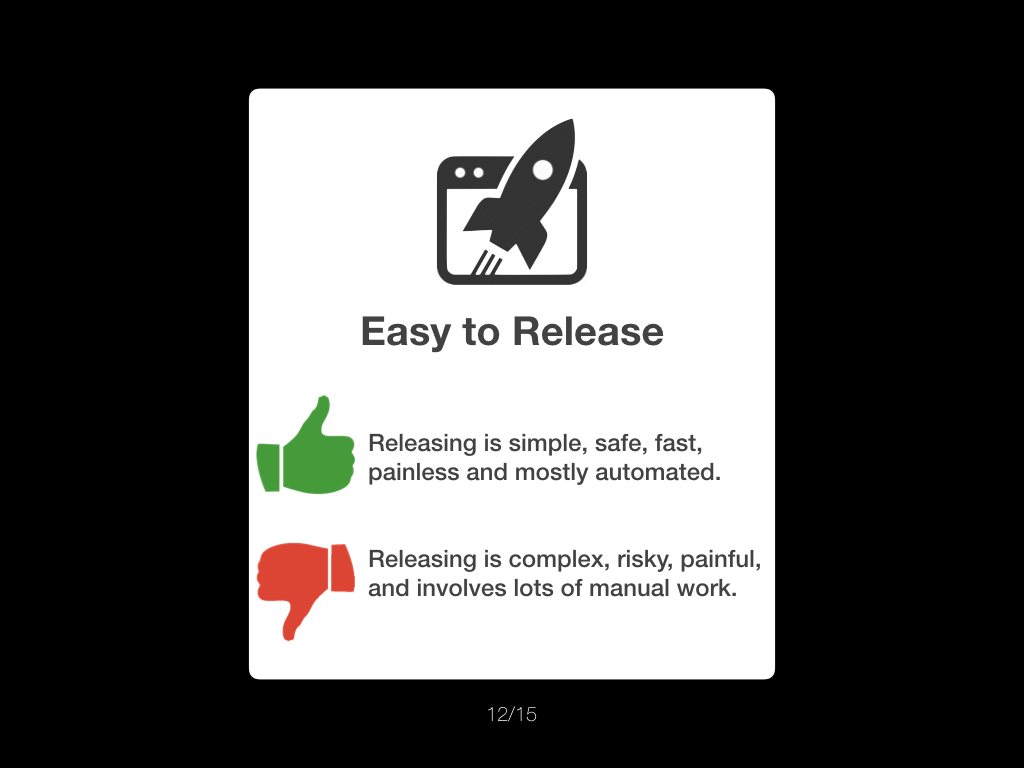 Easy to Release
Releasing is simple, safe, fast,
painless and mostly automated.
Releasing is complex, risky, painful,
and involves lots of manual work.
12/15